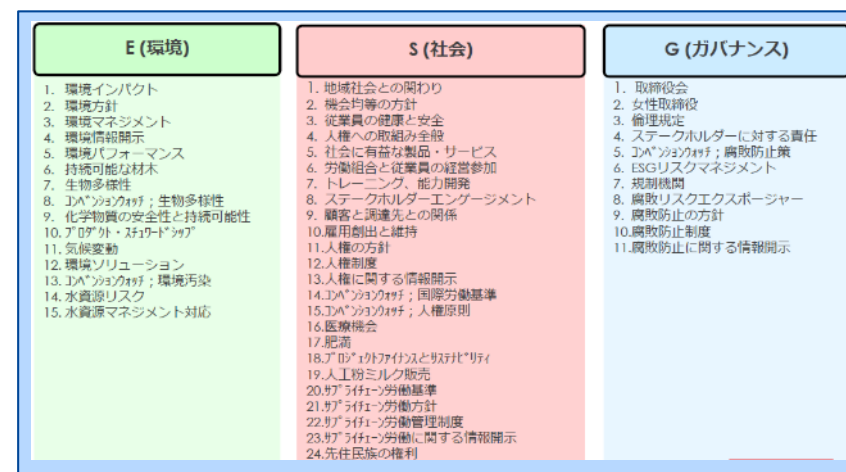 E (環境)
1. 環境インパクト
2. 環境方針
3. 環境マネジメント
4. 環境情報開示
5. 環境パフォーマンス
6. 持続可能な材木
7. 生物多様性
8. ｺﾝﾍﾞﾝｼｮﾝｳｫｯﾁ；生物多様性
9. 化学物質の安全性と持続可能性
10. ﾌﾟﾛﾀﾞｸﾄ・ｽﾁｭﾜｰﾄﾞｼｯﾌﾟ
11. 気候変動
12. 環境ソリューション
13. ｺﾝﾍﾞﾝｼｮﾝｳｫｯﾁ；環境汚染
14. 水資源リスク
15. 水資源マネジメント対応
S (社会)
1. 地域社会との関わり
2. 機会均等の方針
3. 従業員の健康と安全
4. 人権への取組み全般
5. 社会に有益な製品・サービス
6. 労働組合と従業員の経営参加
7. トレーニング、能力開発
8. ステークホルダーエンゲージメント
9. 顧客と調達先との関係
10.雇用創出と維持
11.人権の方針
12.人権制度
13.人権に関する情報開示
14.ｺﾝﾍﾞﾝｼｮﾝｳｫｯﾁ；国際労働基準
15.ｺﾝﾍﾞﾝｼｮﾝｳｫｯﾁ；人権原則
16.医療機会
17.肥満
18.ﾌﾟﾛｼﾞｪｸﾄﾌｧｲﾅﾝｽとｻｽﾃﾅﾋﾞﾘﾃｨ
19.人工粉ミルク販売
20.ｻﾌﾟﾗｲﾁｪｰﾝ労働基準
21.ｻﾌﾟﾗｲﾁｪｰﾝ労働方針
22.ｻﾌﾟﾗｲﾁｪｰﾝ労働管理制度
23.ｻﾌﾟﾗｲﾁｪｰﾝ労働に関する情報開示
24.先住民族の権利
G (ガバナンス)
1. 取締役会
2. 女性取締役
3. 倫理規定
4. ステークホルダーに対する責任
5. ｺﾝﾍﾞﾝｼｮﾝｳｫｯﾁ；腐敗防止策
6. ESGリスクマネジメント
7. 規制機関
8. 腐敗リスクエクスポージャー
9. 腐敗防止の方針
10.腐敗防止制度
11.腐敗防止に関する情報開示